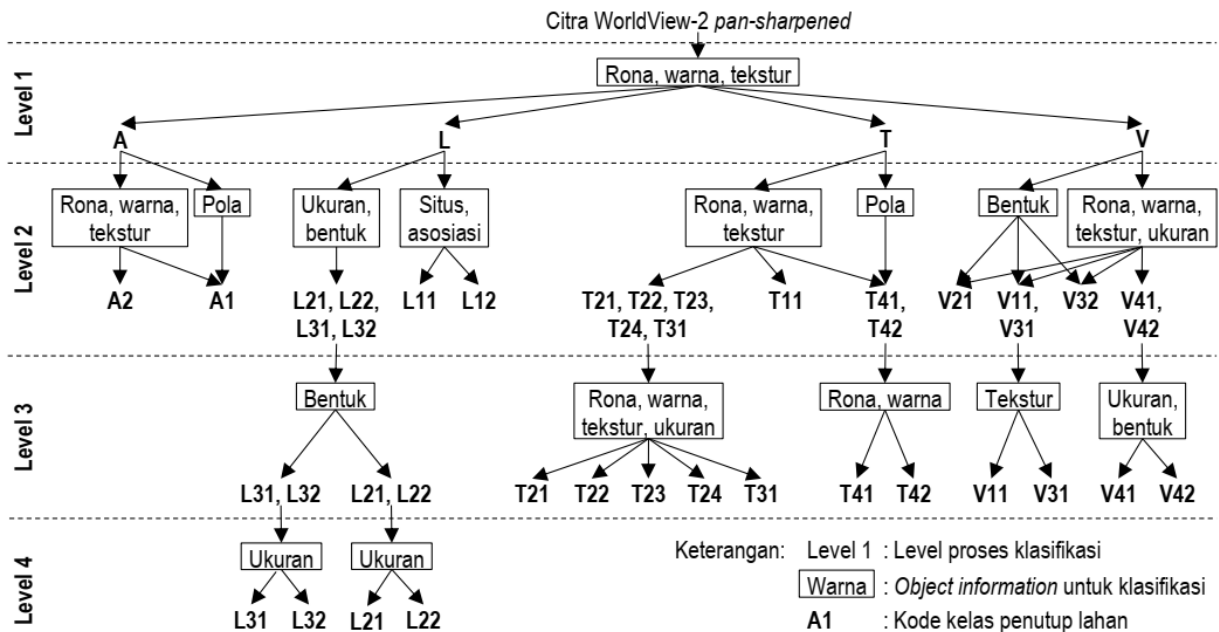 Citra WorldView-2 pan-sharpened
Level 1
Rona, warna, tekstur
A L T V
Level 2
Rona, warna,
tekstur
Pola
Ukuran,
bentuk
Situs,
asosiasi
Rona, warna,
tekstur
Pola
Bentuk
Rona, warna,
tekstur, ukuran
A2 A1
L21, L22,
L31, L32
L11 L12
T21, T22, T23,
T24, T31
T11
T41,
T42
V21
V11,
V31
V32
V41,
V42
Level 3
Bentuk
Rona, warna,
tekstur, ukuran
Rona, warna
Tekstur
Ukuran,
bentuk
L31, L32 L21, L22
T21 T22 T23 T24 T31
T41 T42
V11 V31
V41 V42
Level 4
Ukuran Ukuran
L31 L32 L21 L22
Keterangan: Level 1 : Level proses klasifikasi
Warna : Object information untuk klasifikasi
A1 : Kode kelas penutup lahan